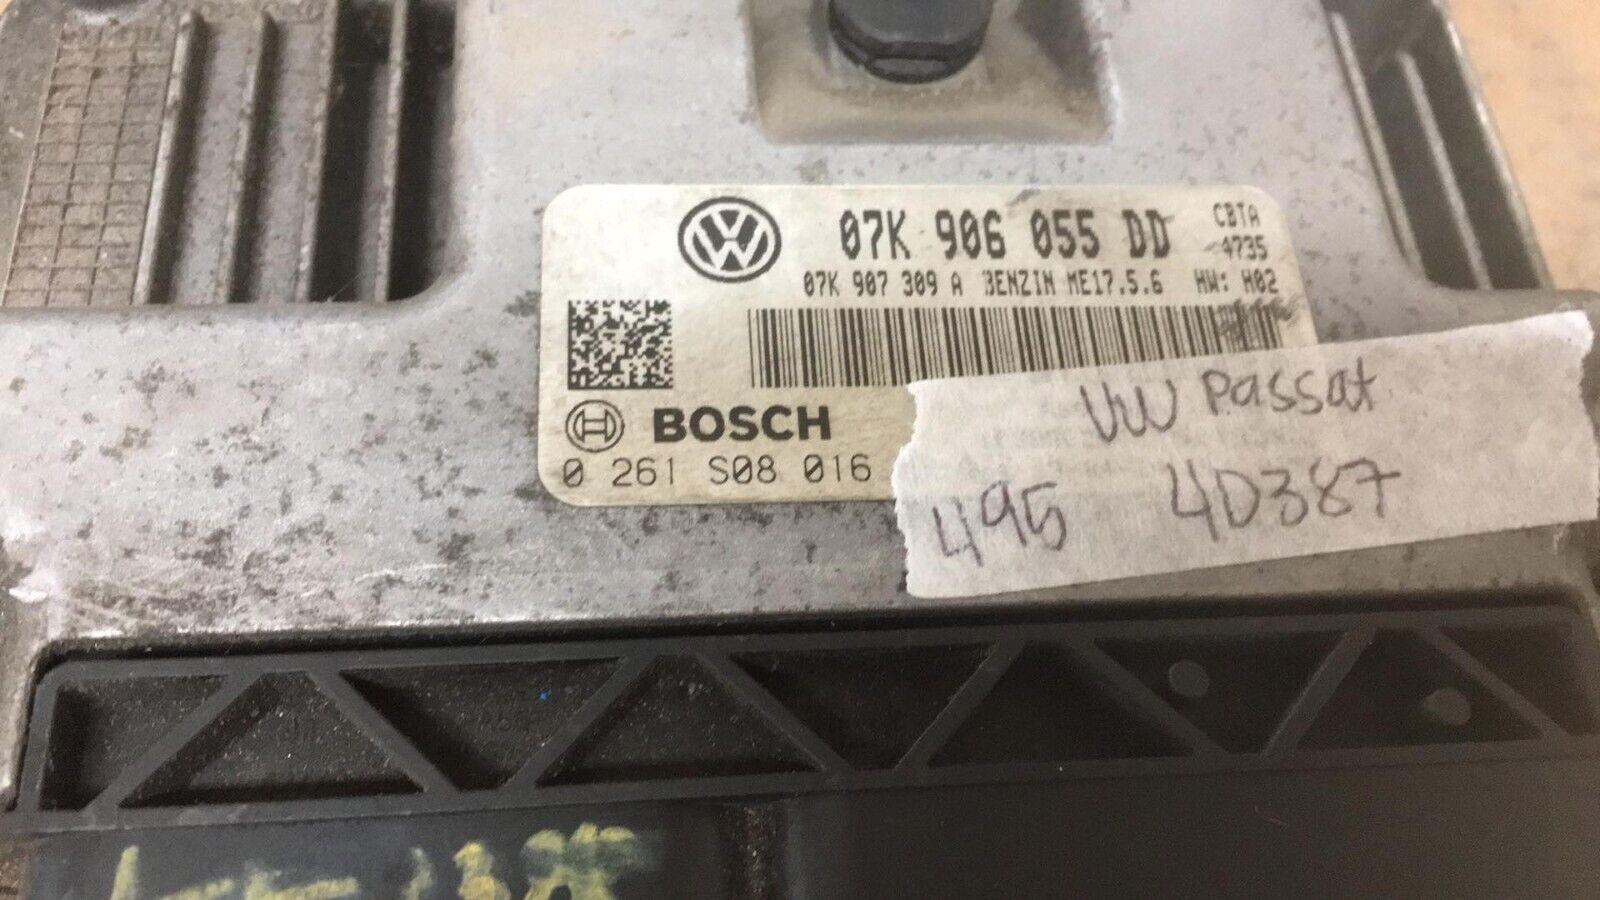 07K 906 055 DD CBTA
4735
07K 907 309 A BENZIN ME17.5.6 HW: H02
BOSCH
0 261 S08 016
VW Passat
495 4D387